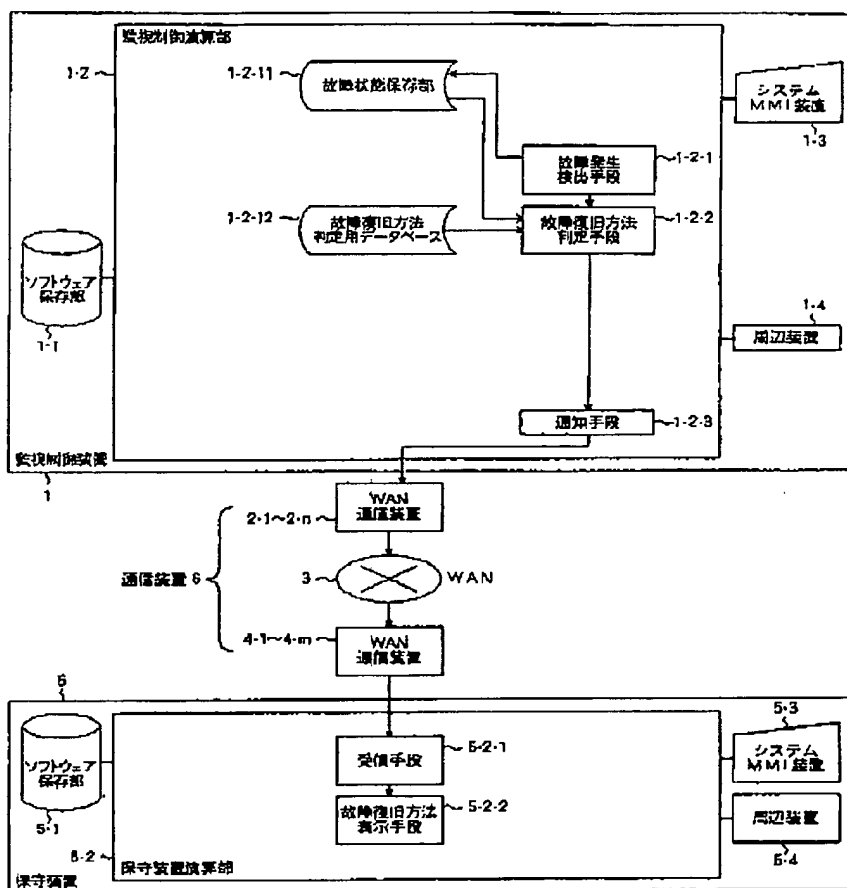 監視制御演算部
1-2
1-2-11
故障状態保存部
システム
MMI装置
1-3
故障発生
検出手段
1-2-1
1-2-12
故障復旧方法
判定用データベース
故障復旧方法
判定手段
1-2-2
ソフトウェア
保存部
1-1
1-4
周辺装置
通知手段
1-2-3
監視制御装置
1
WAN
通信装置
2-1～2-n
通信装置 6
3
WAN
4-1～4-m
WAN
通信装置
5
ソフトウェア
保存部
5-1
受信手段
5-2-1
5-3
システム
MMI装置
故障復旧方法
表示手段
5-2-2
周辺装置
5-4
5-2
保守装置演算部
保守装置